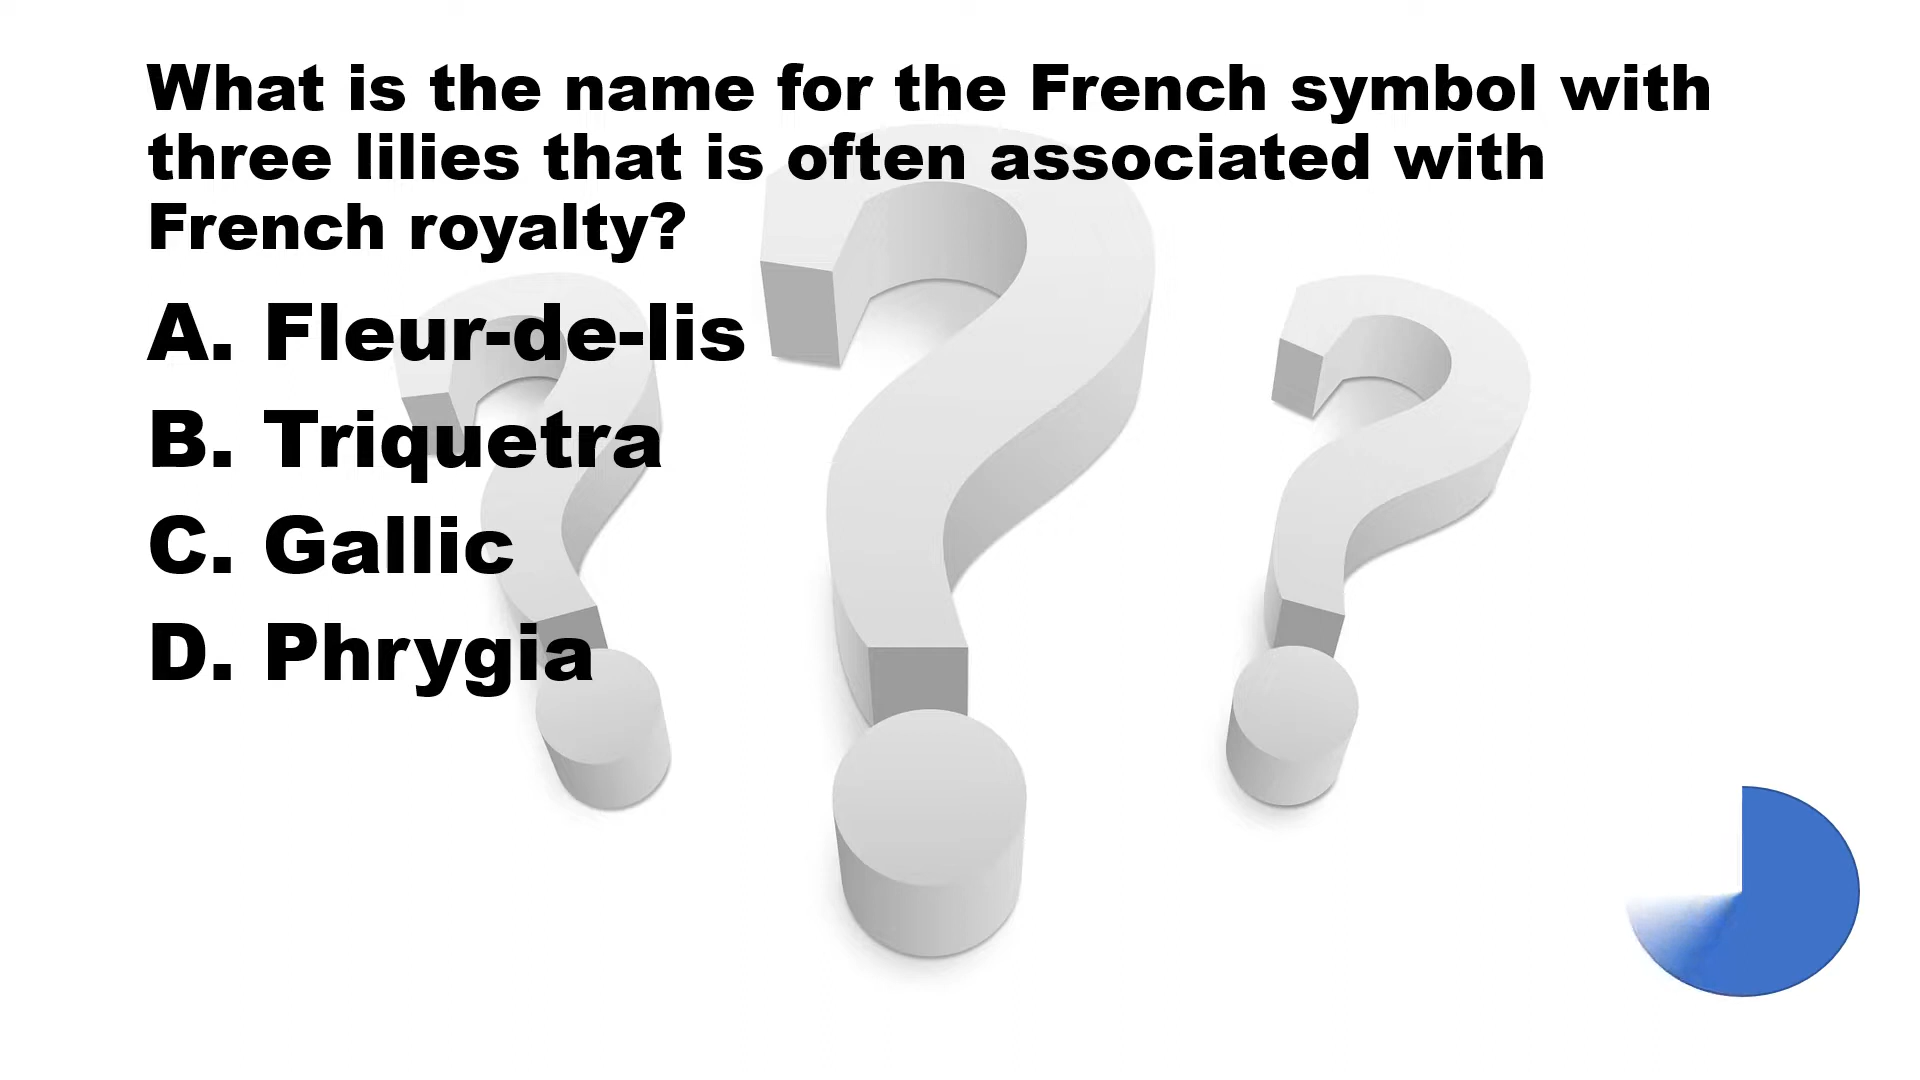 What is the name for the French symbol with
three lilies that is often associated with
French royalty?
A. Fleur-de-lis
B. Triquetra
C. Gallic
D. Phrygia